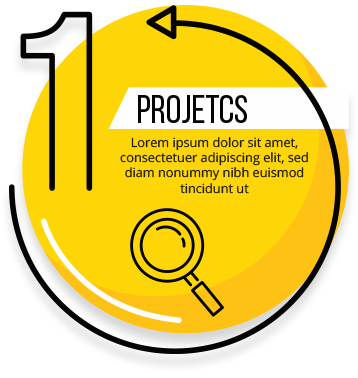 1
PROJETCS
Lorem ipsum dolor sit amet,
consectetuer adipiscing elit, sed
diam nonummy nibh euismod
tincidunt ut